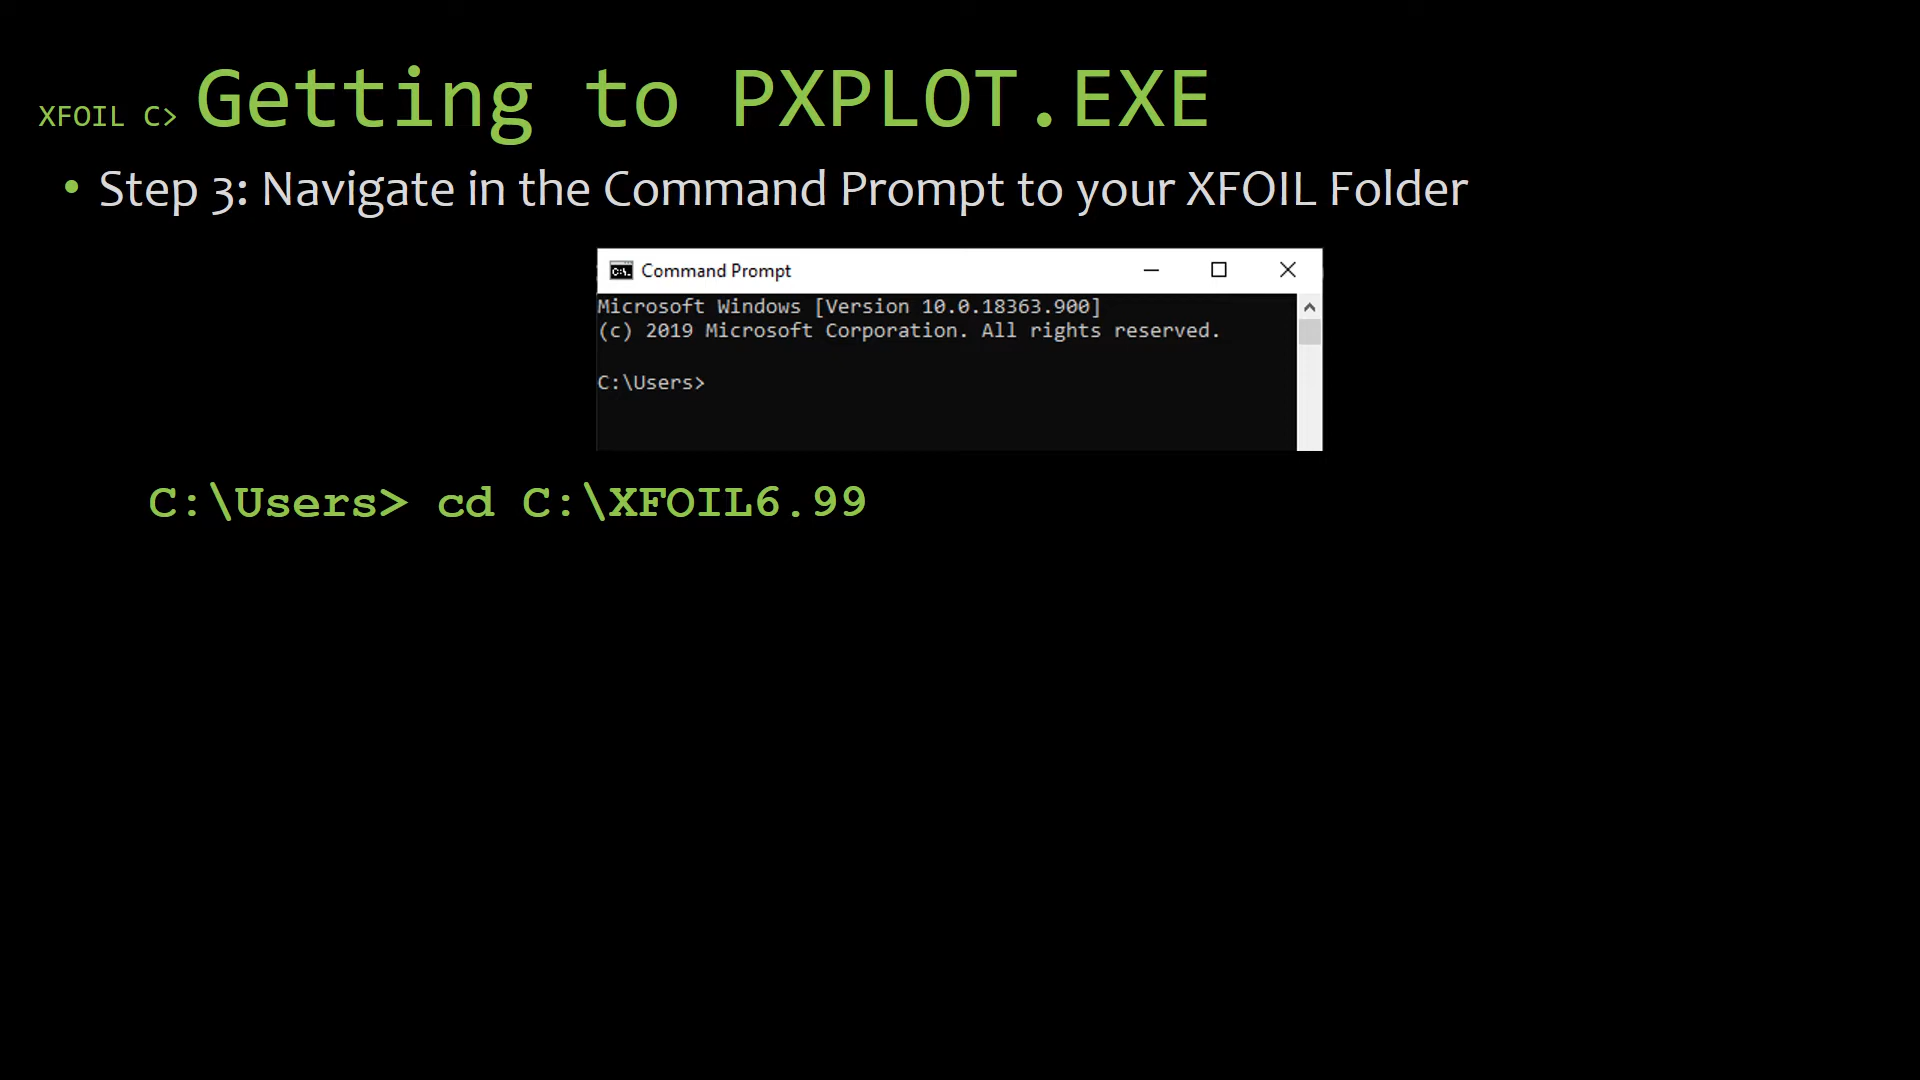 XFOIL C> Getting to PXPLOT.EXE
• Step 3: Navigate in the Command Prompt to your XFOIL Folder
Command Prompt
Microsoft Windows [Version 10.0.18363.900]
(c) 2019 Microsoft Corporation. All rights reserved.
C:\Users>
C:\Users> cd C:\XFOIL6.99